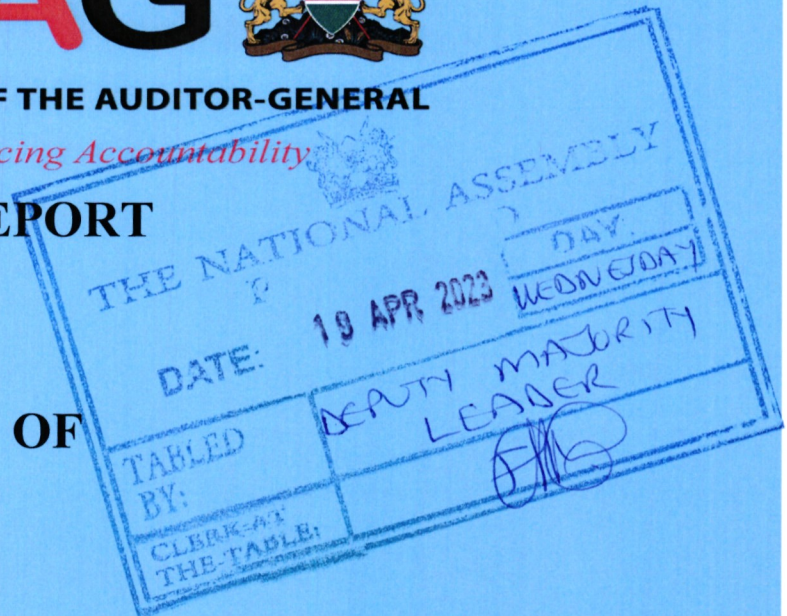 AG
F THE AUDITOR-GENERAL
cing Accountability
EPORT
OF
THE NATIONAL ASSEMBLY
DATE: 19 APR 2023
DAY.
WEDNESDAY
TABLED BY:
DEPUTY MAJORITY LEADER
CLERK-AT THE-TABLE: